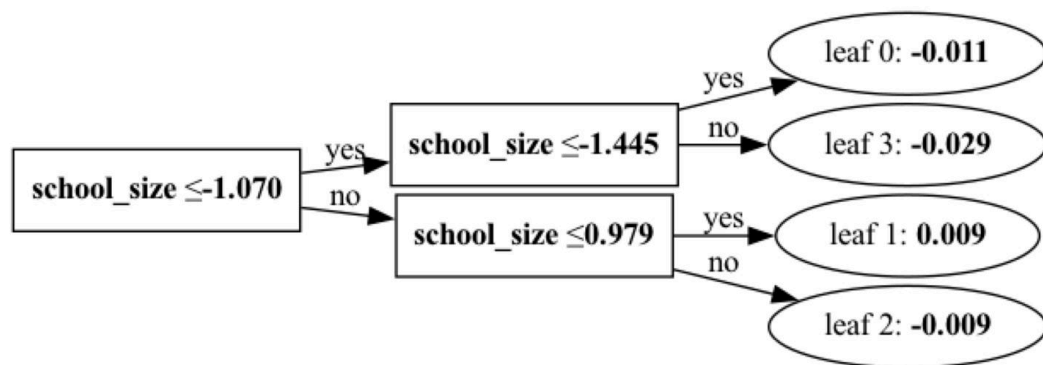 school_size ≤-1.070
yes
no
school_size ≤-1.445
school_size ≤0.979
yes
no
yes
no
leaf 0: -0.011
leaf 3: -0.029
leaf 1: 0.009
leaf 2: -0.009